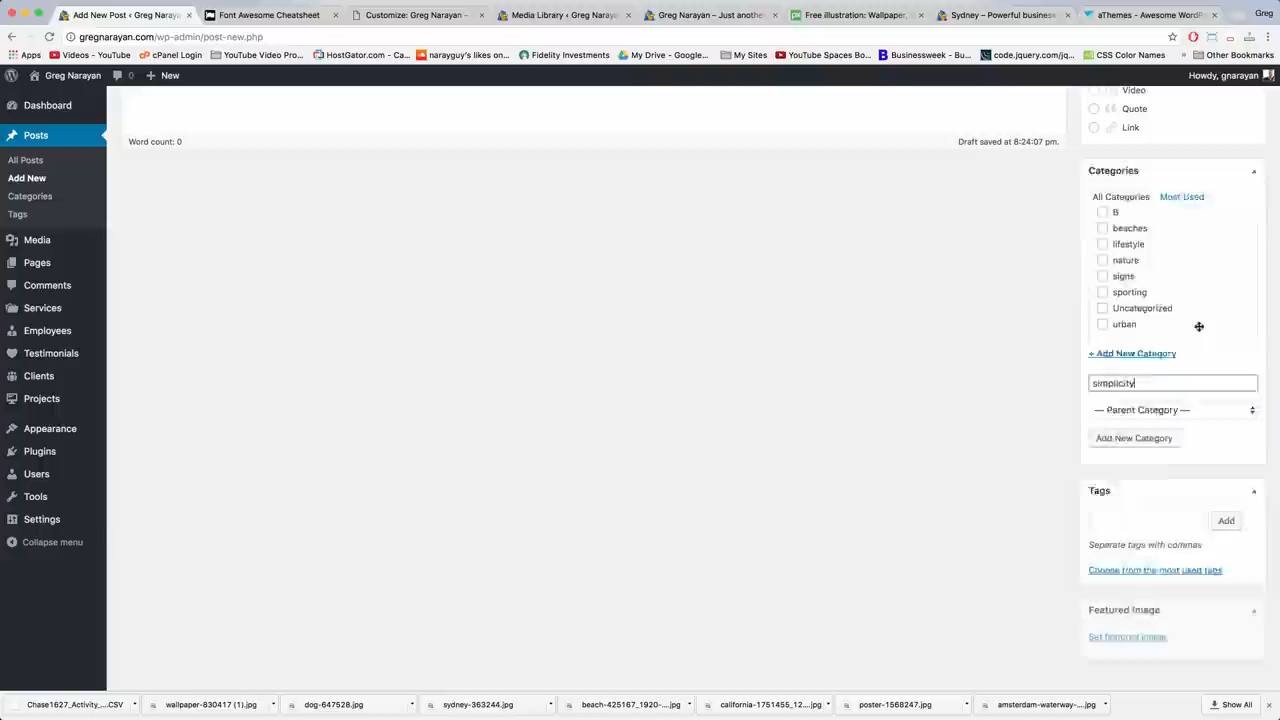 Add New Post ‹ Greg Naraya
Font Awesome Cheatsheet
Customize: Greg Narayan -
Media Library ‹ Greg Naraya
Greg Narayan – Just anothe
Free illustration: Wallpaper,
Sydney – Powerful busines
aThemes - Awesome WordP
Greg
gregnarayan.com/wp-admin/post-new.php
Apps
Videos - YouTube
cPanel Login
YouTube Video Pro...
HostGator.com - Ca...
narayguy's likes on...
Fidelity Investments
My Drive - Google...
My Sites
YouTube Spaces Bo...
Businessweek - Bu...
code.jquery.com/jq...
CSS Color Names
»
Other Bookmarks
Greg Narayan
0
New
Howdy, gnarayan
Dashboard
Posts
All Posts
Add New
Categories
Tags
Media
Pages
Comments
Services
Employees
Testimonials
Clients
Projects
Appearance
Plugins
Users
Tools
Settings
Collapse menu
Word count: 0
Draft saved at 8:24:07 pm.
Video
Quote
Link
Categories
All Categories Most Used
B
beaches
lifestyle
nature
signs
sporting
Uncategorized
urban
+ Add New Category
simplicity
— Parent Category —
Add New Category
Tags
Add
Separate tags with commas
Choose from the most used tags
Featured Image
Set featured image
Chase1627_Activity_....CSV
wallpaper-830417 (1).jpg
dog-647528.jpg
sydney-363244.jpg
beach-425167_1920-...jpg
california-1751455_12...jpg
poster-1568247.jpg
amsterdam-waterway-....jpg
Show All